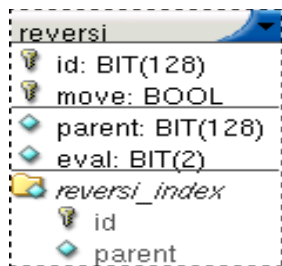 reversi
id: BIT(128)
move: BOOL
parent: BIT(128)
eval: BIT(2)
reversi_index
id
parent